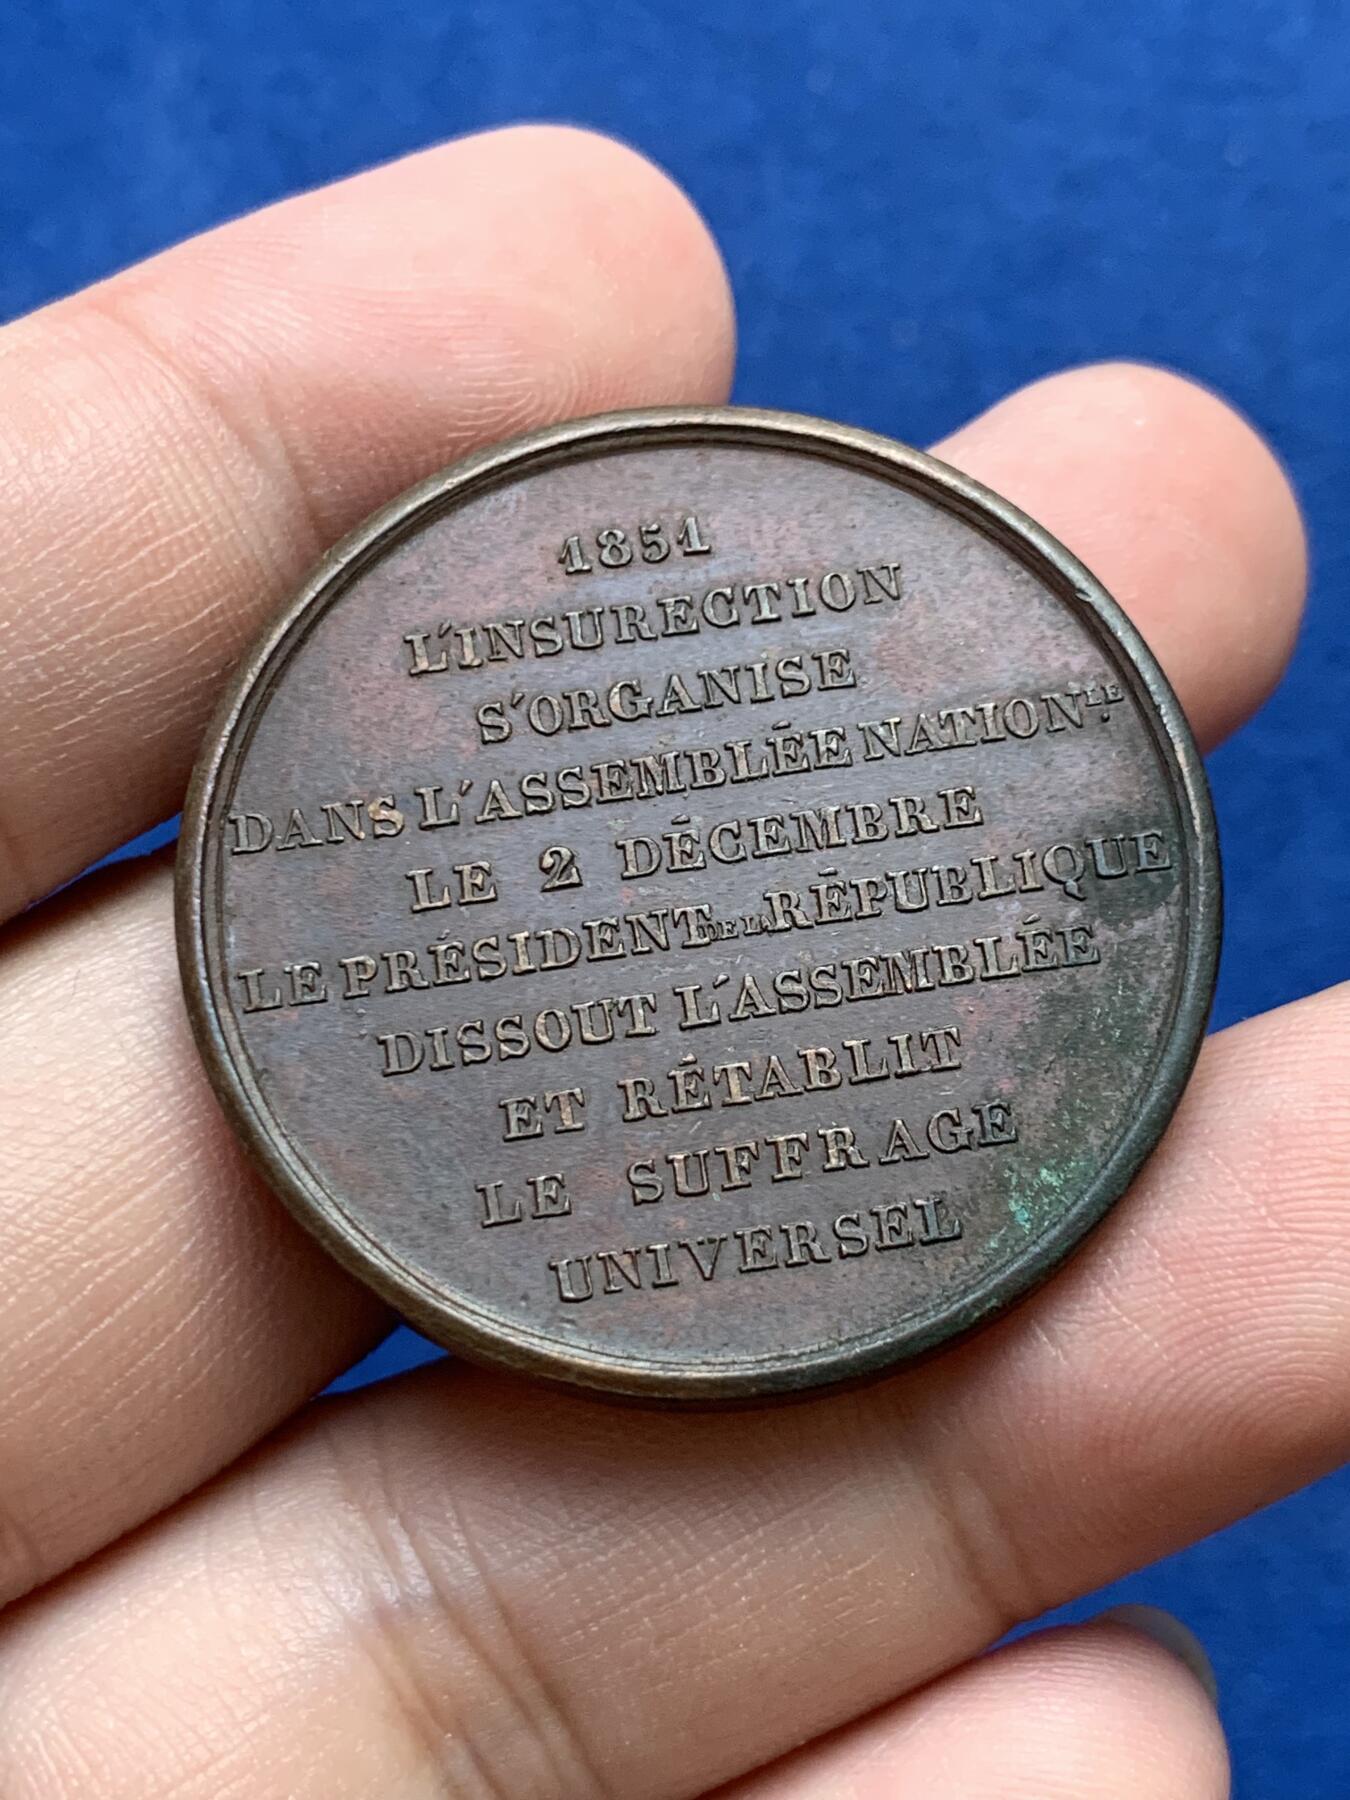 1851
L'INSURECTION
S'ORGANISE
DANS L'ASSEMBLÉE NATIONLE
LE 2 DÉCEMBRE
LE PRÉSIDENT DE LA RÉPUBLIQUE
DISSOUT L'ASSEMBLÉE
ET RÉTABLIT
LE SUFFRAGE
UNIVERSEL